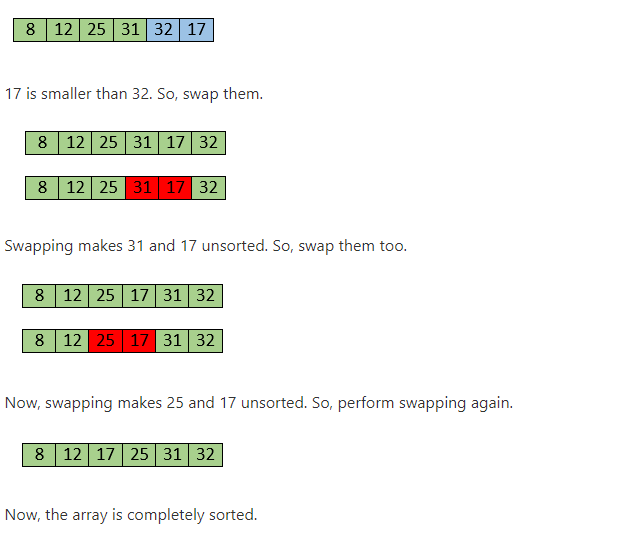 8 12 25 31 32 17
17 is smaller than 32. So, swap them.
8 12 25 31 17 32
8 12 25 31 17 32
Swapping makes 31 and 17 unsorted. So, swap them too.
8 12 25 17 31 32
8 12 25 17 31 32
Now, swapping makes 25 and 17 unsorted. So, perform swapping again.
8 12 17 25 31 32
Now, the array is completely sorted.